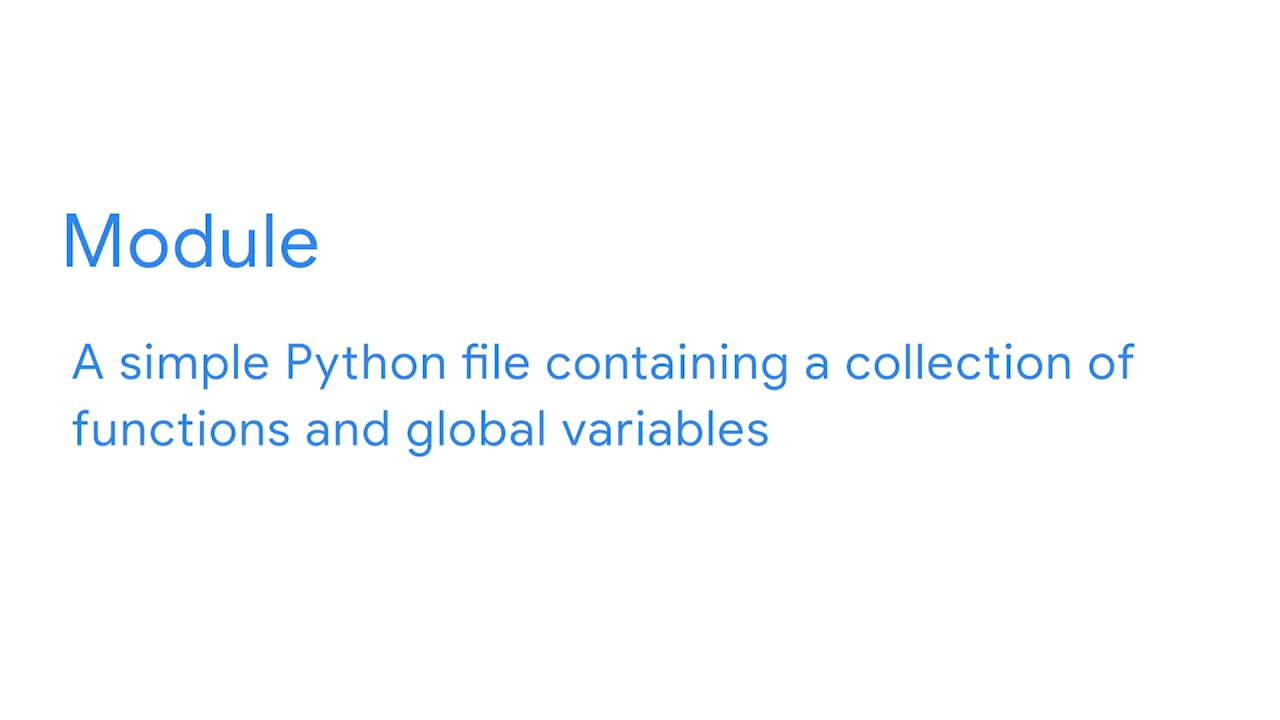 Module
A simple Python file containing a collection of
functions and global variables